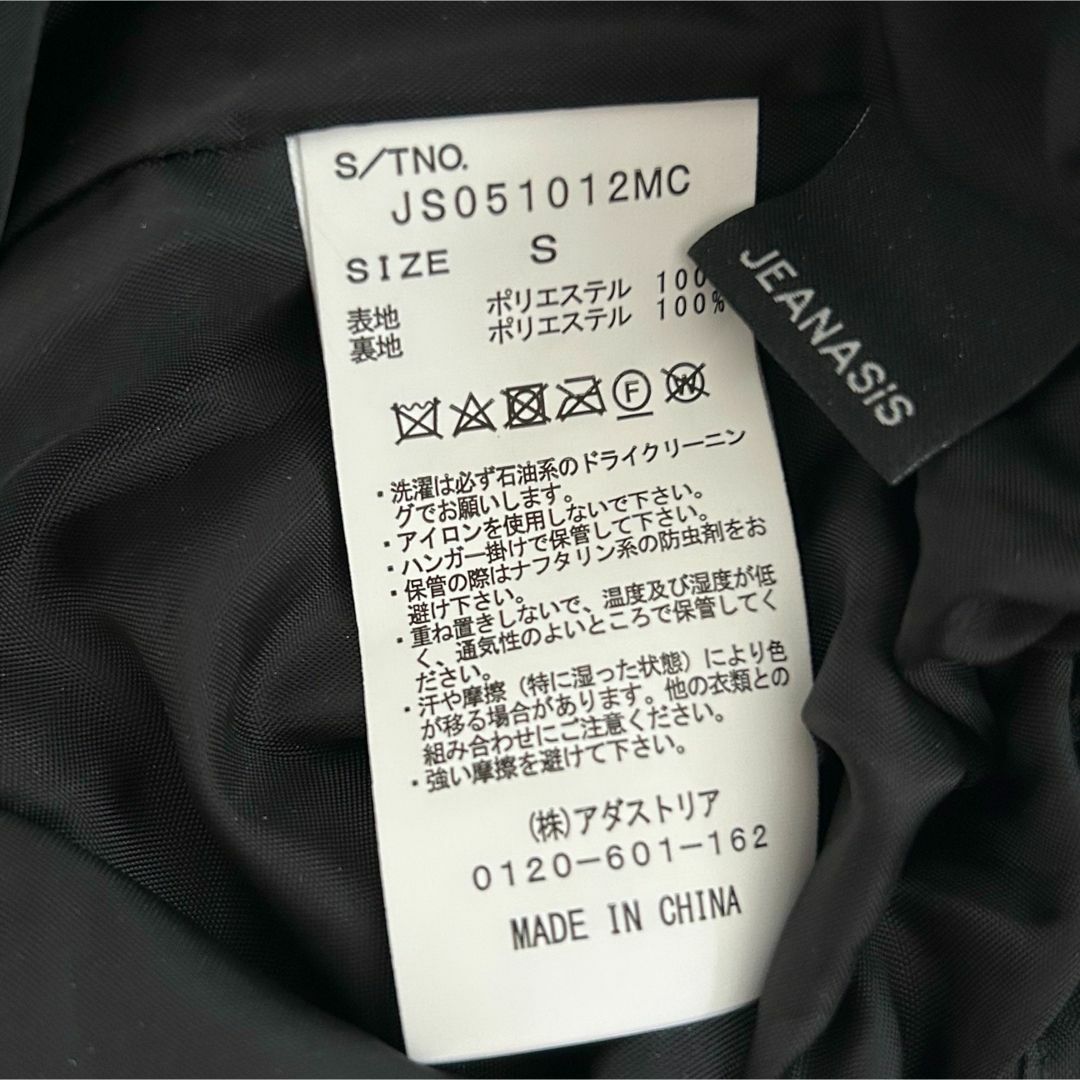 S/TNO.
JS051012MC
SIZE S
表地 ポリエステル 100
裏地 ポリエステル 100%
F
W
・洗濯は必ず石油系のドライクリーニン
グでお願いします。
・アイロンを使用しないで下さい。
・ハンガー掛けで保管して下さい。
・保管の際はナフタリン系の防虫剤をお
避け下さい。
・重ね置きしないで、温度及び湿度が低
く、通気性のよいところで保管してく
ださい。
・汗や摩擦（特に湿った状態）により色
が移る場合があります。他の衣類との
組み合わせにご注意ください。
・強い摩擦を避けて下さい。
(株)アダストリア
0120-601-162
MADE IN CHINA
JEANASiS